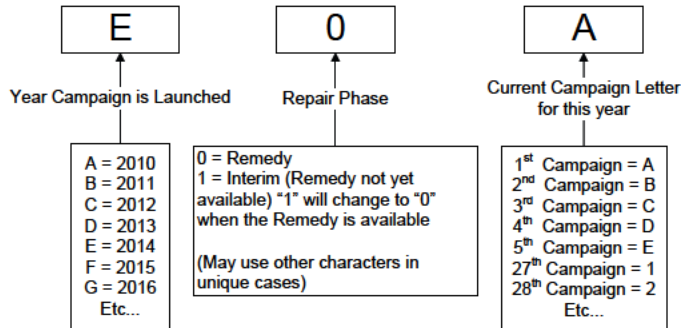 E
0
A
Year Campaign is Launched
Repair Phase
Current Campaign Letter
for this year
A = 2010
B = 2011
C = 2012
D = 2013
E = 2014
F = 2015
G = 2016
Etc...
0 = Remedy
1 = Interim (Remedy not yet
available) “1” will change to “0”
when the Remedy is available
(May use other characters in
unique cases)
1st Campaign = A
2nd Campaign = B
3rd Campaign = C
4th Campaign = D
5th Campaign = E
27th Campaign = 1
28th Campaign = 2
Etc...